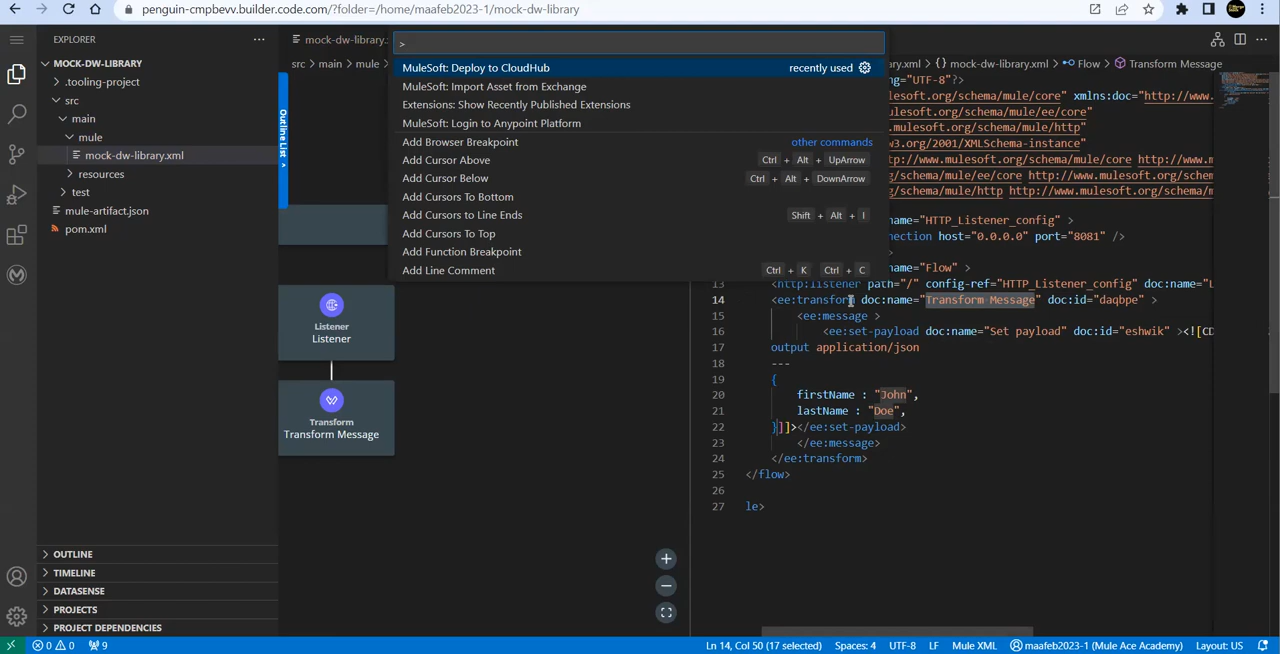 penguin-cmpbevv.builder.code.com/?folder=/home/maafeb2023-1/mock-dw-library
EXPLORER
MOCK-DW-LIBRARY
.tooling-project
src
main
mule
mock-dw-library.xml
resources
test
mule-artifact.json
pom.xml
OUTLINE
TIMELINE
DATASENSE
PROJECTS
PROJECT DEPENDENCIES
mock-dw-library.
src > main > mule >
Outline List
>
MuleSoft: Deploy to CloudHub recently used
MuleSoft: Import Asset from Exchange
Extensions: Show Recently Published Extensions
MuleSoft: Login to Anypoint Platform
Add Browser Breakpoint other commands
Add Cursor Above Ctrl + Alt + UpArrow
Add Cursor Below Ctrl + Alt + DownArrow
Add Cursors To Bottom
Add Cursors to Line Ends Shift + Alt + I
Add Cursors To Top
Add Function Breakpoint
Add Line Comment Ctrl + K Ctrl + C
Listener
Listener
Transform
Transform Message
ary.xml > {} mock-dw-library.xml > Flow > Transform Message
ng="UTF-8"?>
.mulesoft.org/schema/mule/core" xmlns:doc="http://www.
mulesoft.org/schema/mule/ee/core"
.mulesoft.org/schema/mule/http"
w3.org/2001/XMLSchema-instance"
ttp://www.mulesoft.org/schema/mule/core http://www.mul
.mulesoft.org/schema/mule/ee/core http://www.mulesoft.
lesoft.org/schema/mule/http http://www.mulesoft.org/sc
name="HTTP_Listener_config" >
nection host="0.0.0.0" port="8081" />
>
name="Flow" >
13 <http:listener path="/" config-ref="HTTP_Listener_config" doc:name="L
14 <ee:transform doc:name="Transform Message" doc:id="daqbpe" >
15 <ee:message >
16 <ee:set-payload doc:name="Set payload" doc:id="eshwik" ><![CD
17 output application/json
18 ---
19 {
20 firstName : "John",
21 lastName : "Doe",
22 }]]></ee:set-payload>
23 </ee:message>
24 </ee:transform>
25 </flow>
26
27 le>
0 0 9
Ln 14, Col 50 (17 selected) Spaces: 4 UTF-8 LF Mule XML maafeb2023-1 (Mule Ace Academy) Layout: US